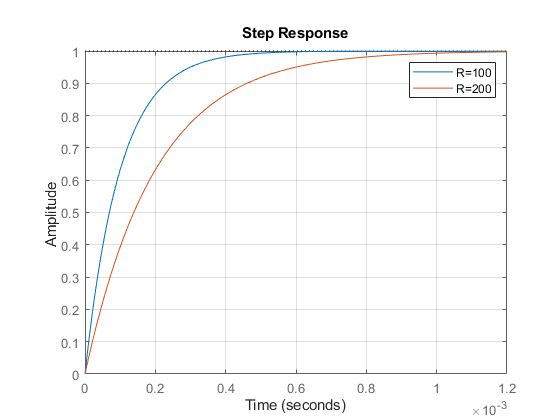 Step Response
1
0.9
0.8
0.7
0.6
0.5
0.4
0.3
0.2
0.1
0
Amplitude
R=100
R=200
0 0.2 0.4 0.6 0.8 1 1.2
Time (seconds)
×10⁻³